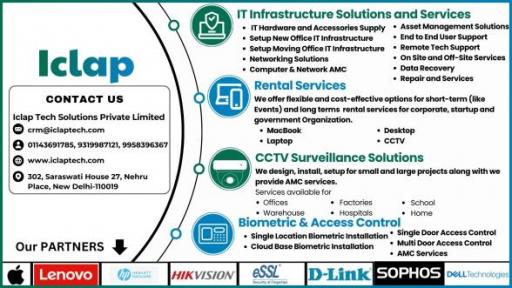 Iclap
CONTACT US
Iclap Tech Solutions Private Limited
crm@iclaptech.com
01143691785, 9319987121, 9958396367
www.iclaptech.com
302, Saraswati House 27, Nehru
Place, New Delhi-110019
Our PARTNERS
IT Infrastructure Solutions and Services
• IT Hardware and Accessories Supply
• Setup New Office IT Infrastructure
• Setup Moving Office IT Infrastructure
• Networking Solutions
• Computer & Network AMC
• Asset Management Solutions
• End to End User Support
• Remote Tech Support
• On Site and Off-Site Services
• Data Recovery
• Repair and Services
Rental Services
We offer flexible and cost-effective options for short-term (like
Events) and long terms rental services for corporate, startup and
government Organization.
• MacBook
• Laptop
• Desktop
• CCTV
CCTV Surveillance Solutions
We design, install, setup for small and large projects along with we
provide AMC services.
Services available for
• Offices
• Warehouse
• Factories
• Hospitals
• School
• Home
Biometric & Access Control
• Single Location Biometric Installation
• Cloud Base Biometric Installation
• Single Door Access Control
• Multi Door Access Control
• AMC Services
Lenovo
hp
HEWLETT
PACKARD
HIKVISION
eSSL
D-Link
SOPHOS
DELL Technologies